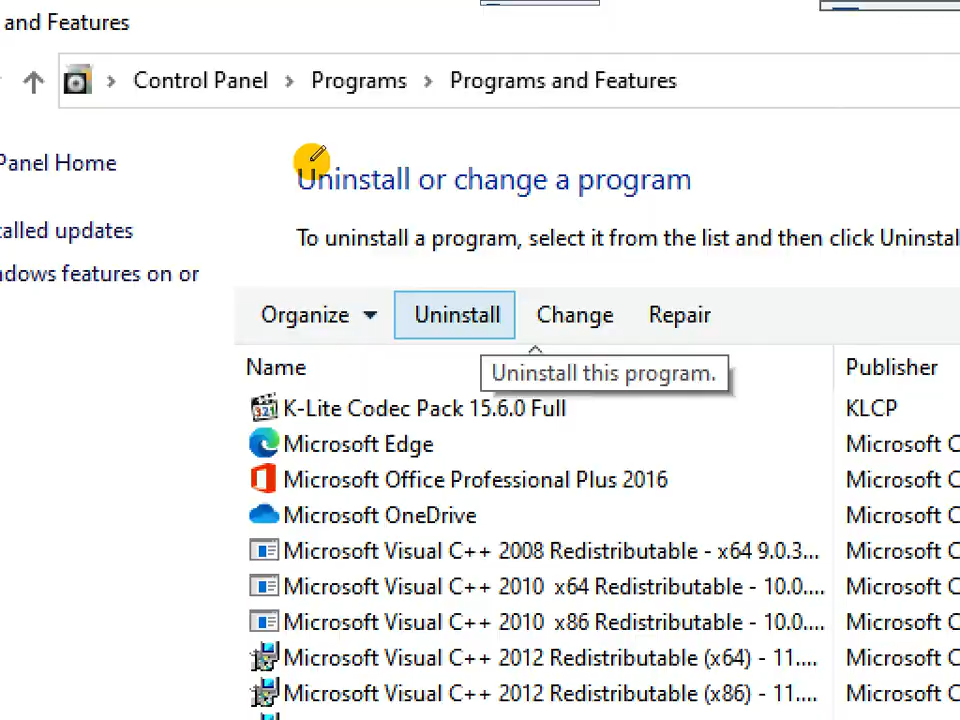 and Features
Control Panel > Programs > Programs and Features
Panel Home
Uninstall or change a program
alled updates
To uninstall a program, select it from the list and then click Uninstal
ndows features on or
Organize Uninstall Change Repair
Uninstall this program.
Name Publisher
K-Lite Codec Pack 15.6.0 Full KLCP
Microsoft Edge Microsoft C
Microsoft Office Professional Plus 2016 Microsoft C
Microsoft OneDrive Microsoft C
Microsoft Visual C++ 2008 Redistributable - x64 9.0.3... Microsoft C
Microsoft Visual C++ 2010 x64 Redistributable - 10.0.... Microsoft C
Microsoft Visual C++ 2010 x86 Redistributable - 10.0.... Microsoft C
Microsoft Visual C++ 2012 Redistributable (x64) - 11.... Microsoft C
Microsoft Visual C++ 2012 Redistributable (x86) - 11.... Microsoft C